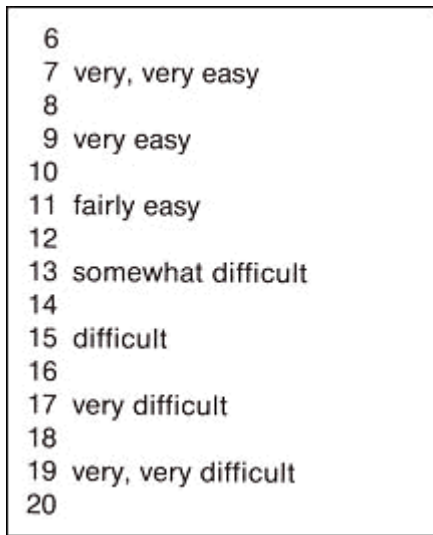 6
7 very, very easy
8
9 very easy
10
11 fairly easy
12
13 somewhat difficult
14
15 difficult
16
17 very difficult
18
19 very, very difficult
20